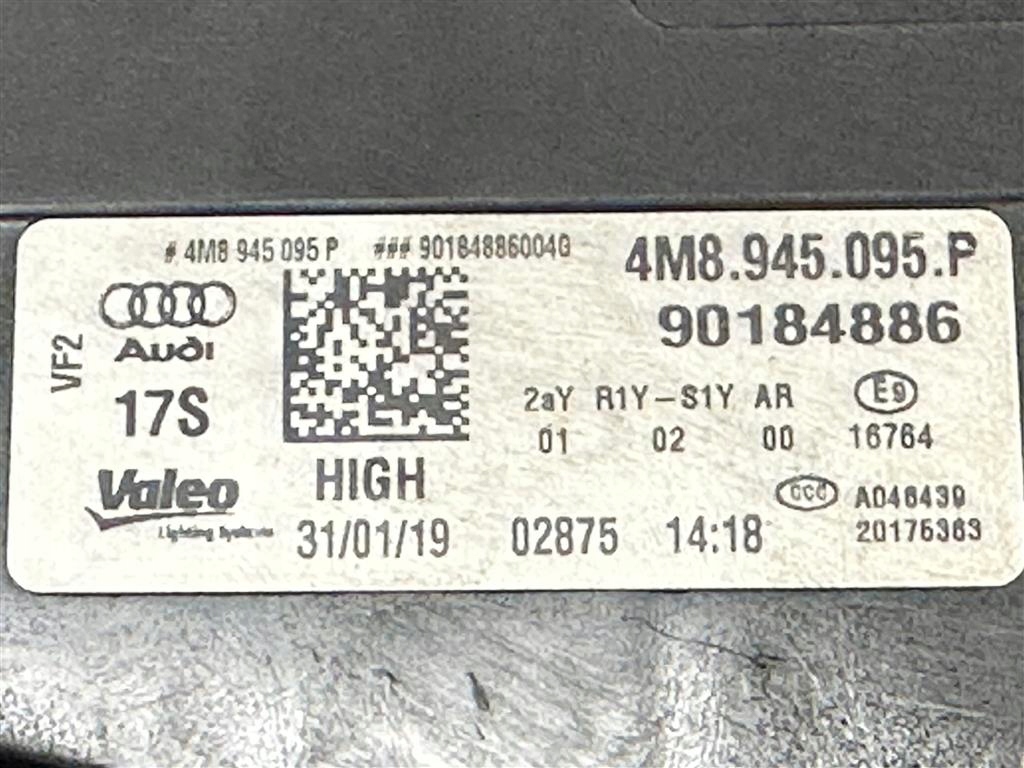 # 4M8 945 095 P ### 901848860040
4M8.945.095.P
90184886
VF2
Audi
17S
2aY R1Y-S1Y AR E9
01 02 00 16764
Valeo
Lighting Systems
HIGH
CCC A046439
31/01/19 02875 14:18 20175363